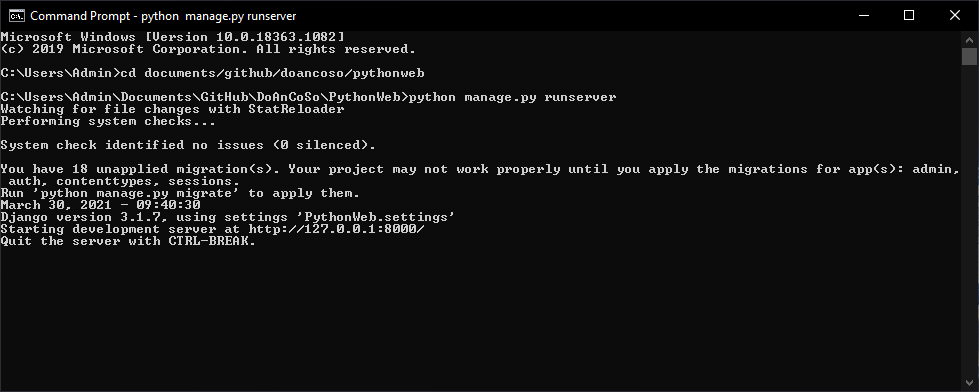 Command Prompt - python  manage.py runserver
Microsoft Windows [Version 10.0.18363.1082]
(c) 2019 Microsoft Corporation. All rights reserved.
C:\Users\Admin>cd documents/github/doancoso/pythonweb
C:\Users\Admin\Documents\GitHub\DoAnCoSo\PythonWeb>python manage.py runserver
Watching for file changes with StatReloader
Performing system checks...
System check identified no issues (0 silenced).
You have 18 unapplied migration(s). Your project may not work properly until you apply the migrations for app(s): admin,
 auth, contenttypes, sessions.
Run 'python manage.py migrate' to apply them.
March 30, 2021 - 09:40:30
Django version 3.1.7, using settings 'PythonWeb.settings'
Starting development server at http://127.0.0.1:8000/
Quit the server with CTRL-BREAK.